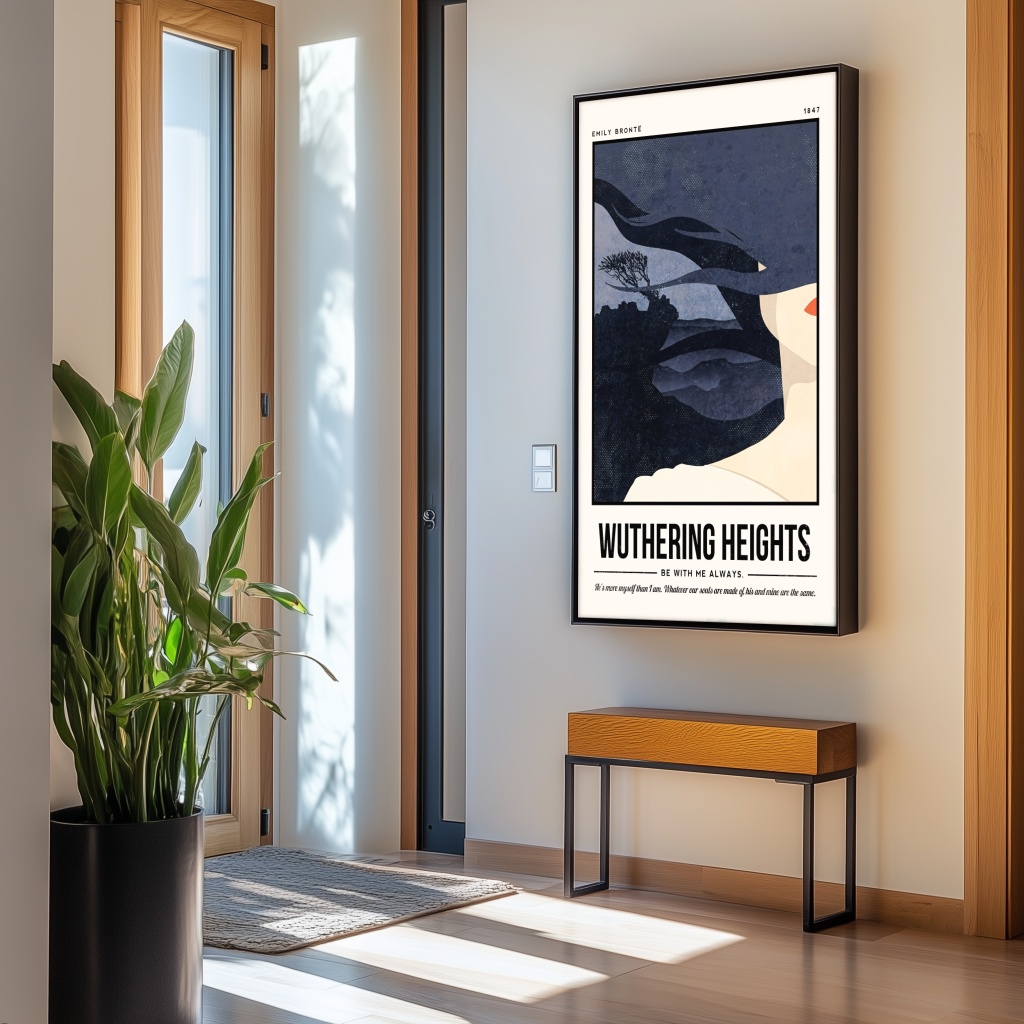 EMILY BRONTË 1847
WUTHERING HEIGHTS
BE WITH ME ALWAYS.
He's more myself than I am. Whatever our souls are made of, his and mine are the same.